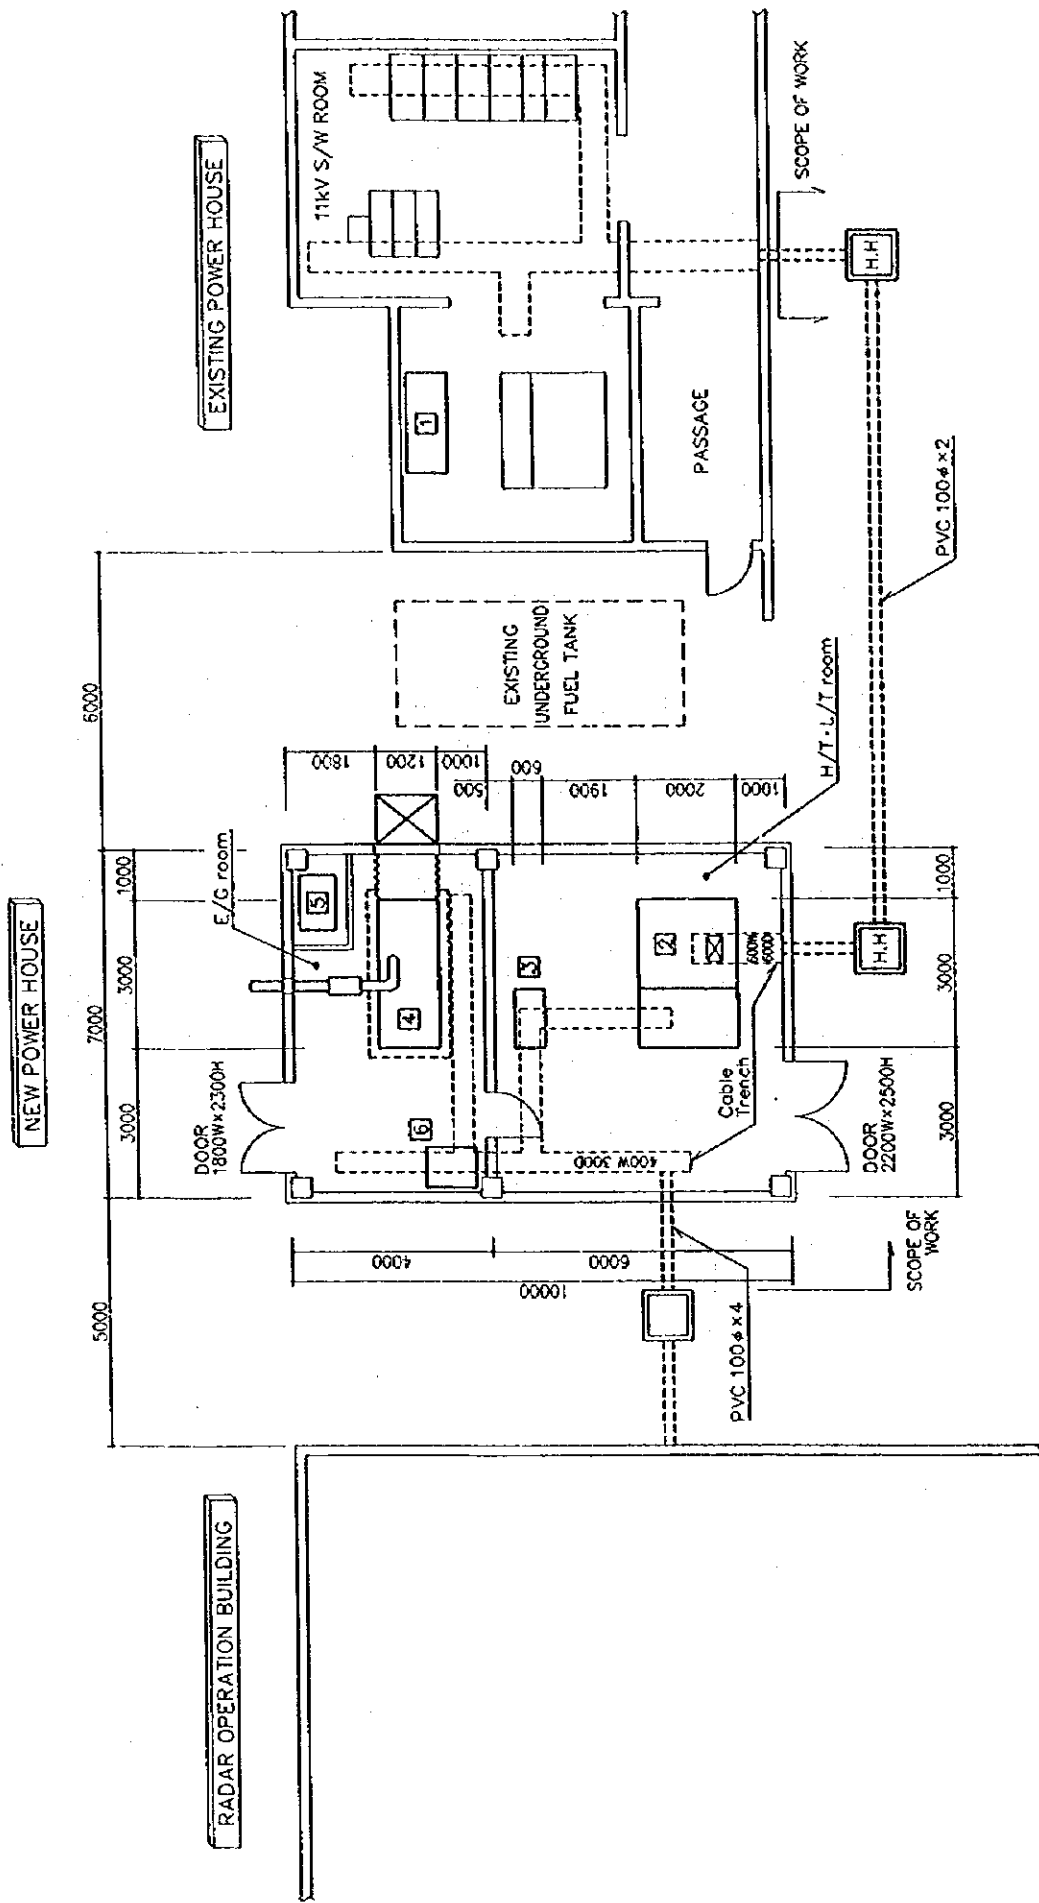 RADAR OPERATION BUILDING
NEW POWER HOUSE
EXISTING POWER HOUSE
5000
7000
6000
3000
3000
1000
DOOR
1800W×2300H
E/G room
11kV S/W ROOM
1800
1200
1000
500
600
1900
2000
1000
4000
6000
10000
1
2
3
4
5
6
EXISTING
UNDERGROUND
FUEL TANK
PASSAGE
400W 300D
600W
600D
Cable
Trench
H/T·L/T room
DOOR
2200W×2500H
3000
3000
1000
PVC 100φ×4
SCOPE OF
WORK
H.H
H.H
PVC 100φ×2
SCOPE OF WORK